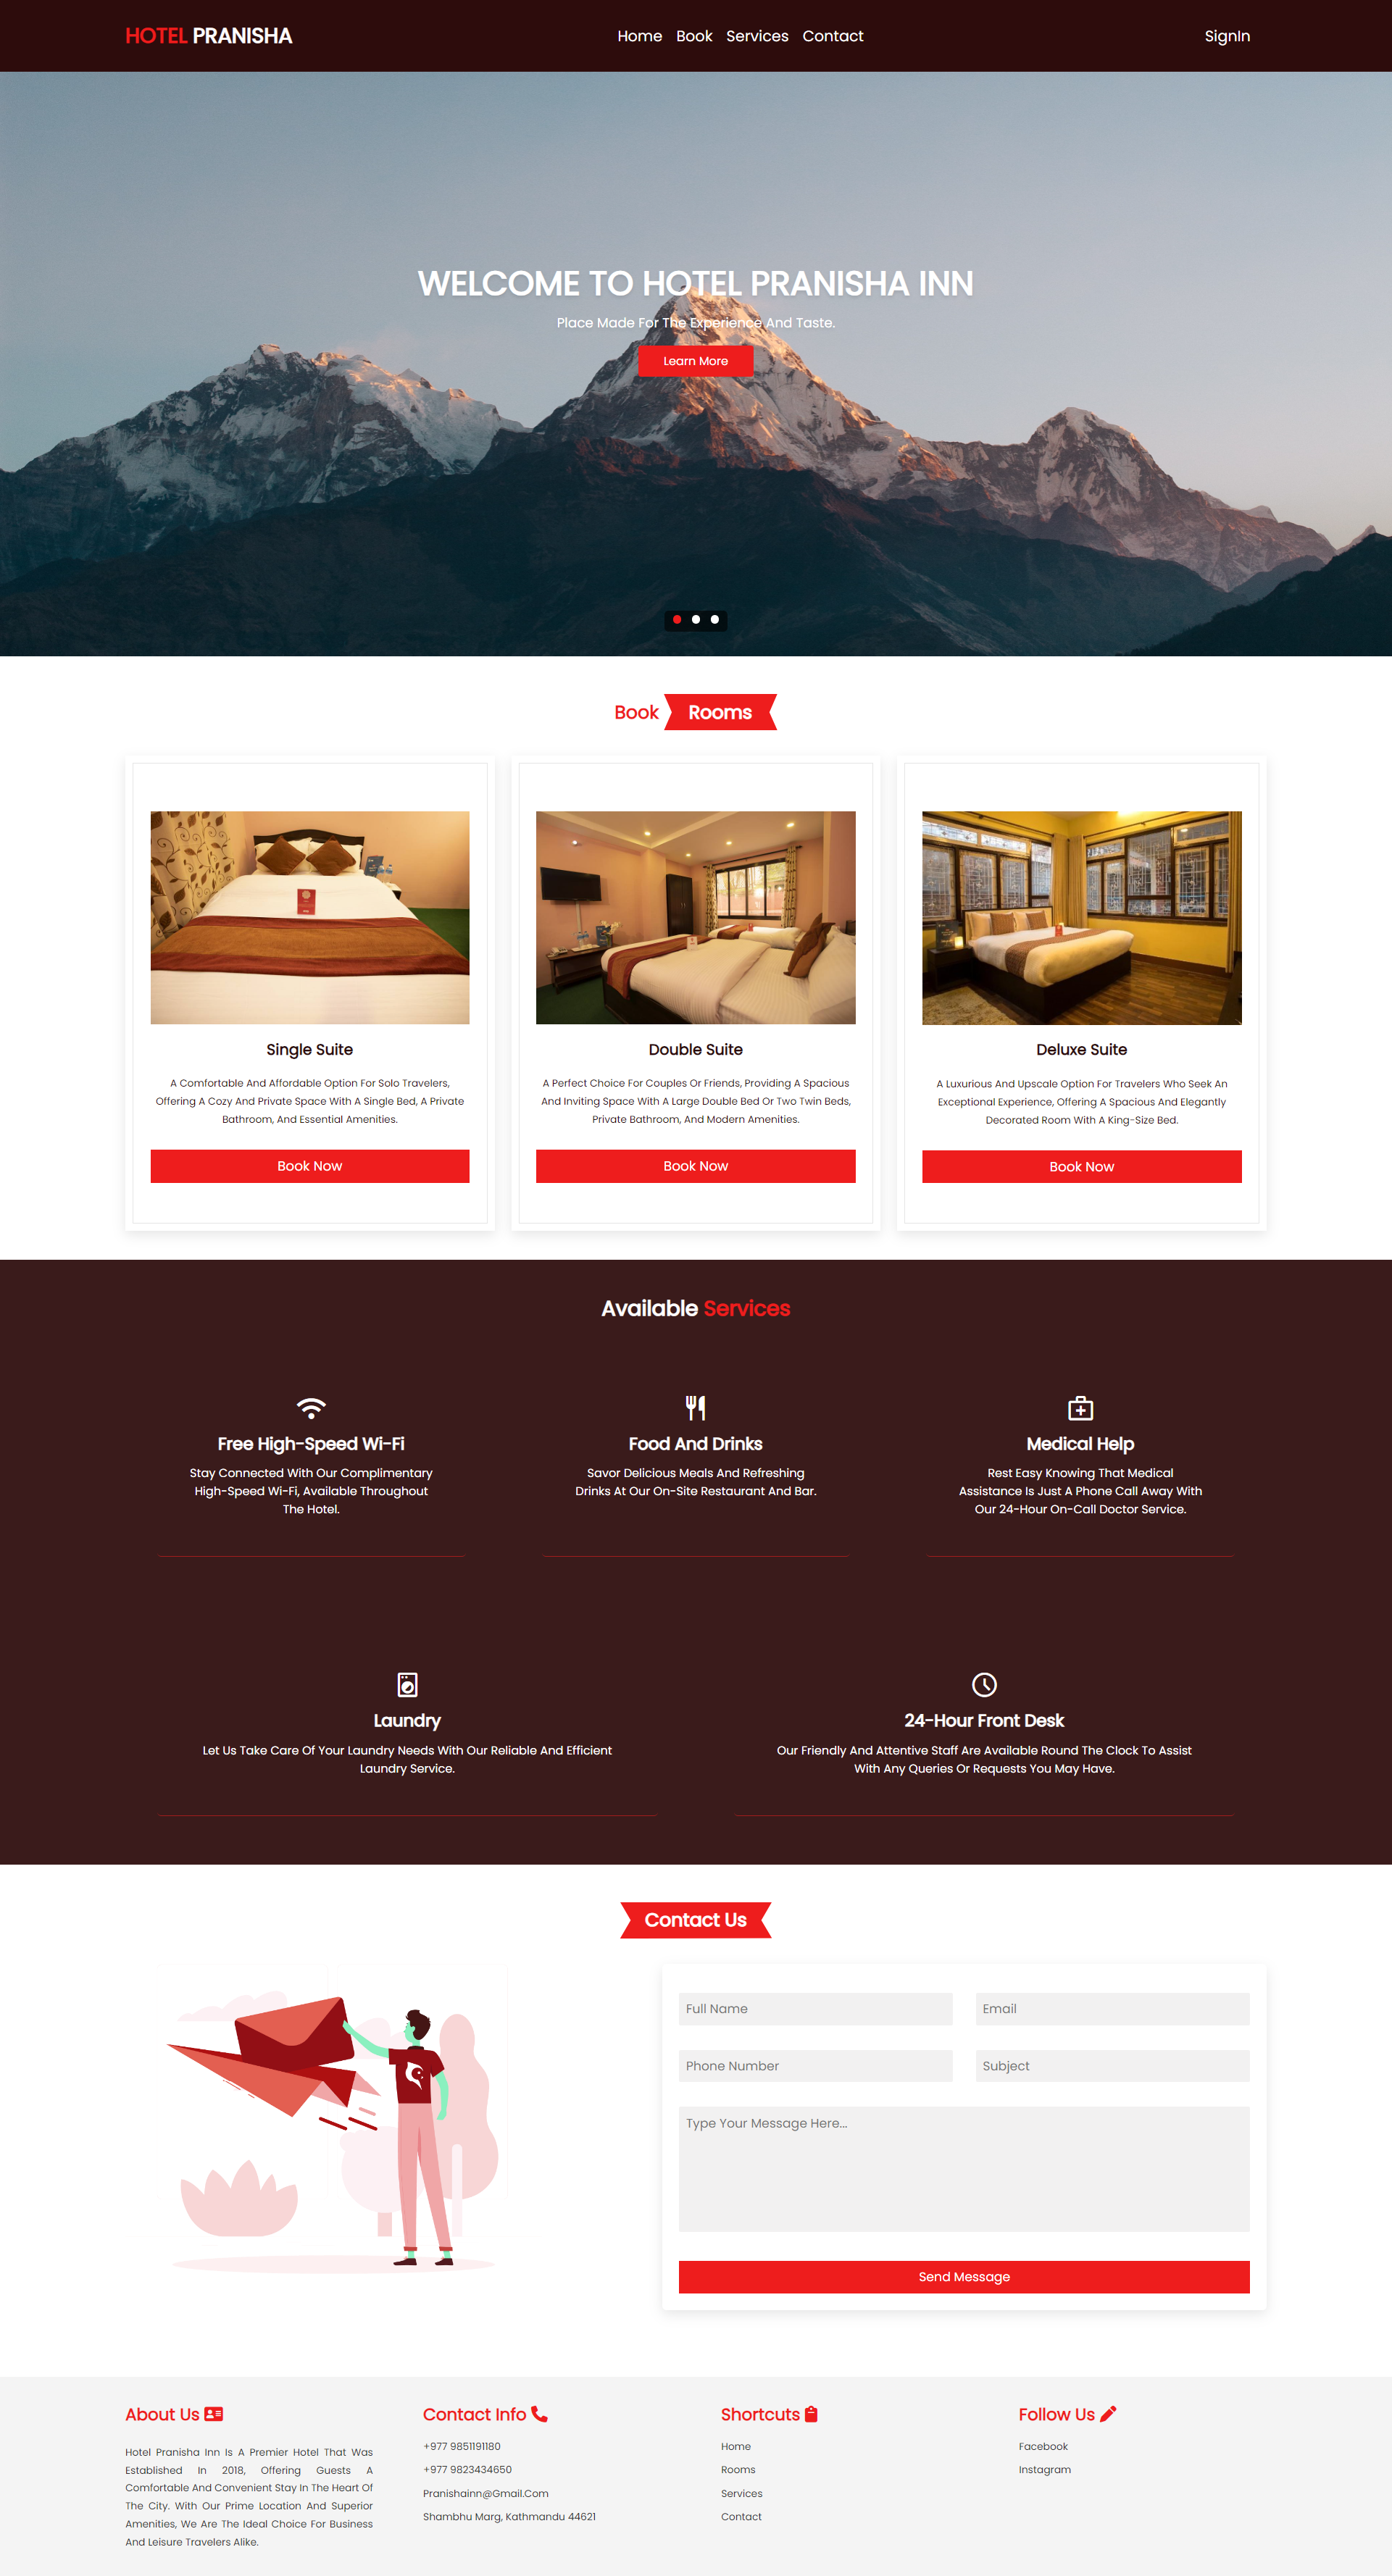 HOTEL PRANISHA
Home Book Services Contact
SignIn
WELCOME TO HOTEL PRANISHA INN
Place Made For The Experience And Taste.
Learn More
Book Rooms
Single Suite
A Comfortable And Affordable Option For Solo Travelers,
Offering A Cozy And Private Space With A Single Bed, A Private
Bathroom, And Essential Amenities.
Book Now
Double Suite
A Perfect Choice For Couples Or Friends, Providing A Spacious
And Inviting Space With A Large Double Bed Or Two Twin Beds,
Private Bathroom, And Modern Amenities.
Book Now
Deluxe Suite
A Luxurious And Upscale Option For Travelers Who Seek An
Exceptional Experience, Offering A Spacious And Elegantly
Decorated Room With A King-Size Bed.
Book Now
Available Services
Free High-Speed Wi-Fi
Stay Connected With Our Complimentary
High-Speed Wi-Fi, Available Throughout
The Hotel.
Food And Drinks
Savor Delicious Meals And Refreshing
Drinks At Our On-Site Restaurant And Bar.
Medical Help
Rest Easy Knowing That Medical
Assistance Is Just A Phone Call Away With
Our 24-Hour On-Call Doctor Service.
Laundry
Let Us Take Care Of Your Laundry Needs With Our Reliable And Efficient
Laundry Service.
24-Hour Front Desk
Our Friendly And Attentive Staff Are Available Round The Clock To Assist
With Any Queries Or Requests You May Have.
Contact Us
Full Name
Email
Phone Number
Subject
Type Your Message Here...
Send Message
About Us
Hotel Pranisha Inn Is A Premier Hotel That Was
Established In 2018, Offering Guests A
Comfortable And Convenient Stay In The Heart Of
The City. With Our Prime Location And Superior
Amenities, We Are The Ideal Choice For Business
And Leisure Travelers Alike.
Contact Info
+977 9851191180
+977 9823434650
Pranishainn@Gmail.Com
Shambhu Marg, Kathmandu 44621
Shortcuts
Home
Rooms
Services
Contact
Follow Us
Facebook
Instagram